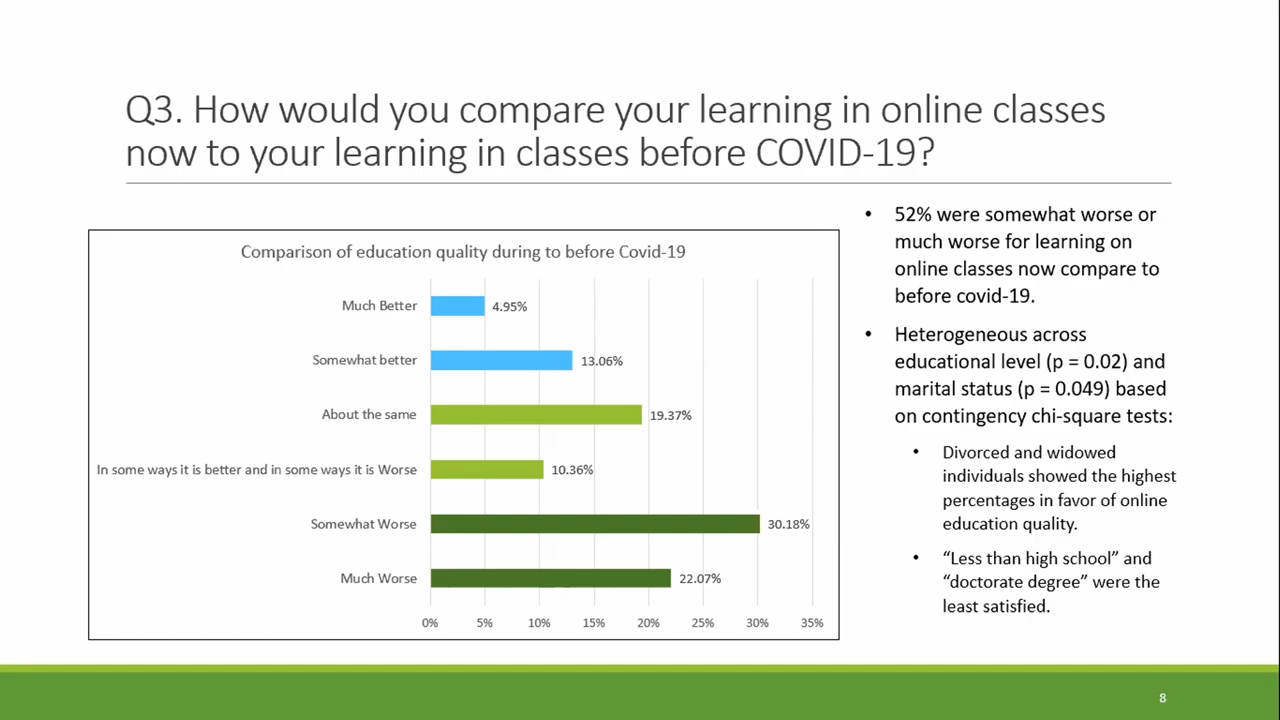 Q3. How would you compare your learning in online classes
now to your learning in classes before COVID-19?
Comparison of education quality during to before Covid-19
Much Better
4.95%
Somewhat better
13.06%
About the same
19.37%
In some ways it is better and in some ways it is Worse
10.36%
Somewhat Worse
30.18%
Much Worse
22.07%
0% 5% 10% 15% 20% 25% 30% 35%
• 52% were somewhat worse or
much worse for learning on
online classes now compare to
before covid-19.
• Heterogeneous across
educational level (p = 0.02) and
marital status (p = 0.049) based
on contingency chi-square tests:
• Divorced and widowed
individuals showed the highest
percentages in favor of online
education quality.
• “Less than high school” and
“doctorate degree” were the
least satisfied.
8